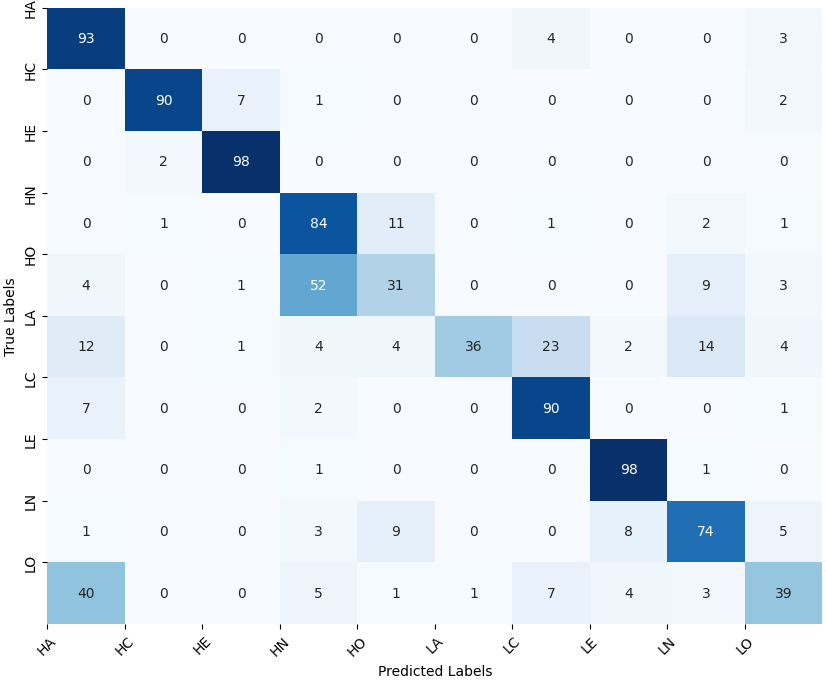 HA 93 0 0 0 0 0 4 0 0 3
HC 0 90 7 1 0 0 0 0 0 2
HE 0 2 98 0 0 0 0 0 0 0
HN 0 1 0 84 11 0 1 0 2 1
HO 4 0 1 52 31 0 0 0 9 3
LA 12 0 1 4 4 36 23 2 14 4
LC 7 0 0 2 0 0 90 0 0 1
LE 0 0 0 1 0 0 0 98 1 0
LN 1 0 0 3 9 0 0 8 74 5
LO 40 0 0 5 1 1 7 4 3 39
True Labels
HA HC HE HN HO LA LC LE LN LO
Predicted Labels